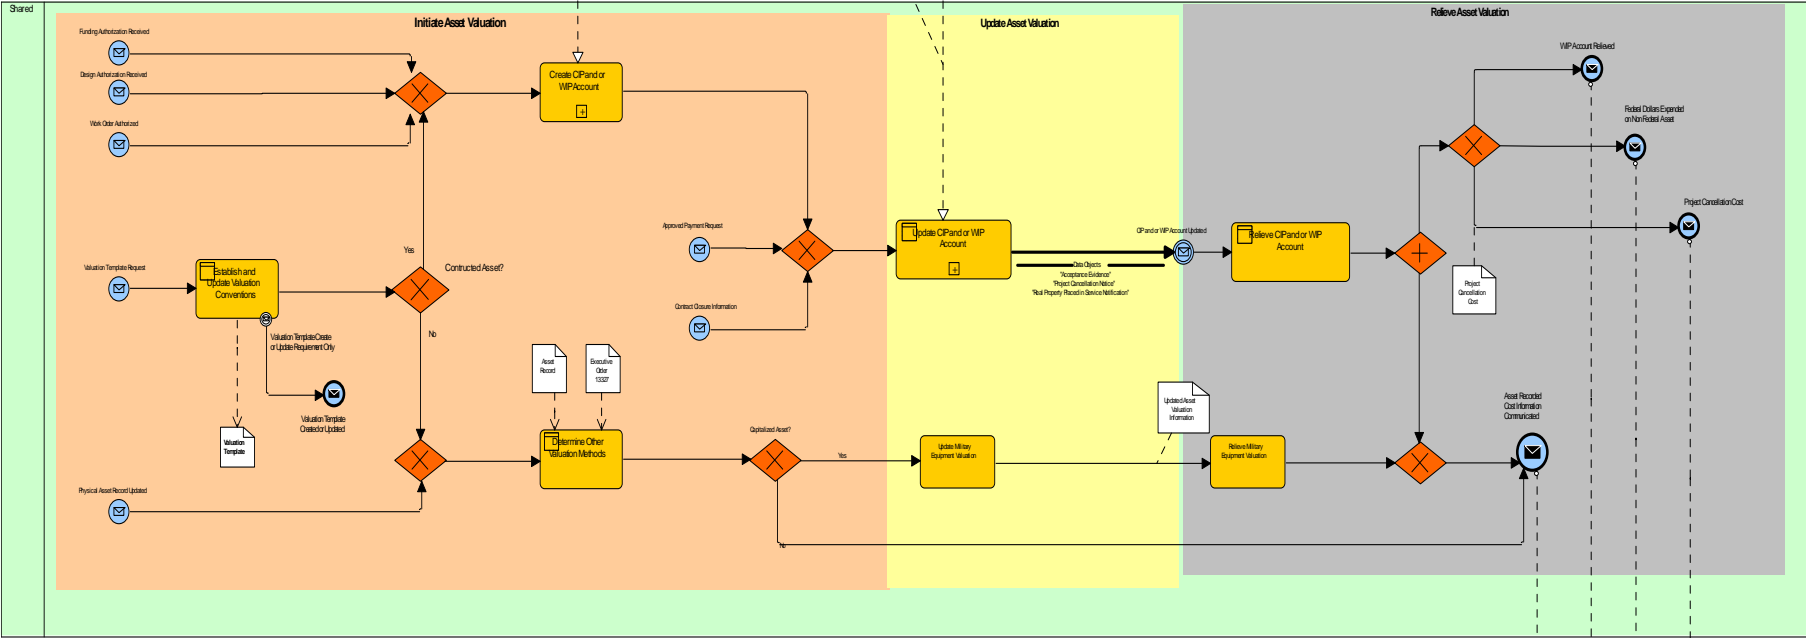 Shared
Initiate Asset Valuation
Update Asset Valuation
Relieve Asset Valuation
Funding Authorization Received
Design Authorization Received
Work Order Authorized
Create CIP and or
WIP Account
WIP Account Relieved
Federal Dollars Expended
on Non Federal Asset
Project Cancellation Cost
Valuation Template Request
Establish and
Update Valuation
Conventions
Yes
Contructed Asset?
No
Approved Payment Request
Contract Closure Information
Update CIP and or WIP
Account
CIP and or WIP Account Updated
Data Objects
"Acceptance Evidence"
"Project Cancellation Notice"
"Real Property Placed in Service Notification"
Relieve CIP and or WIP
Account
Project
Cancellation
Cost
Valuation Template Create
or Update Requirement Only
Valuation Template
Created or Updated
Valuation
Template
Asset
Record
Executive
Order
13327
Determine Other
Valuation Methods
Capitalized Asset?
Yes
No
Update Military
Equipment Valuation
Updated Asset
Valuation
Information
Relieve Military
Equipment Valuation
Asset Recorded
Cost Information
Communicated
Physical Asset Record Updated